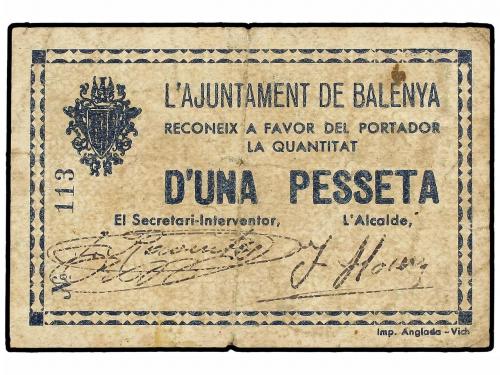 L'AJUNTAMENT DE BALENYA
RECONEIX A FAVOR DEL PORTADOR
LA QUANTITAT
D'UNA PESSETA
El Secretari-Interventor, L'Alcalde,
Nº 113
Imp. Anglada - Vich